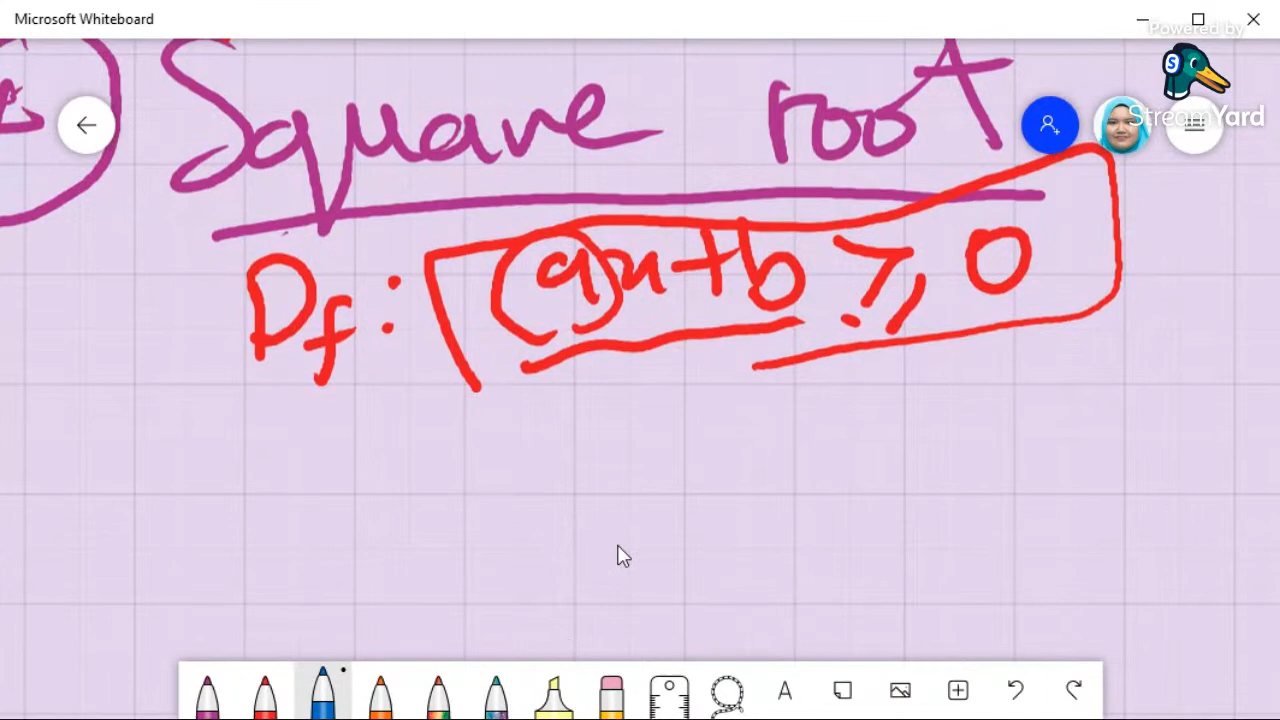 Microsoft Whiteboard
Powered by
StreamYard
Square root
Df: ax+b ≥ 0